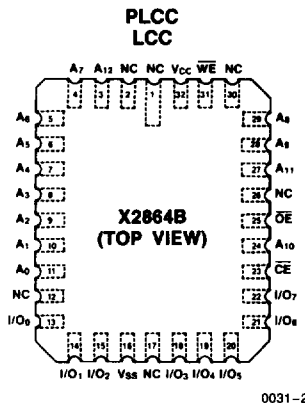 PLCC
LCC
A7 A12 NC NC VCC W̅E̅ NC
4 3 2 1 32 31 30
A6 5 29 A8
A5 6 28 A9
A4 7 27 A11
A3 8 26 NC
A2 9 25 O̅E̅
A1 10 24 A10
A0 11 23 C̅E̅
NC 12 22 I/O7
I/O0 13 21 I/O6
X2864B
(TOP VIEW)
14 15 16 17 18 19 20
I/O1 I/O2 VSS NC I/O3 I/O4 I/O5
0031-2